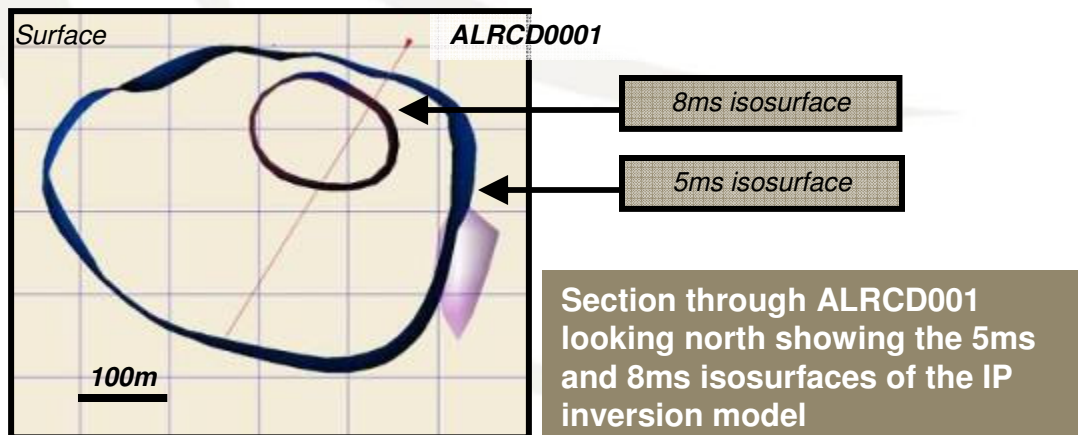 Surface
ALRCD0001
8ms isosurface
5ms isosurface
100m
Section through ALRCD001
looking north showing the 5ms
and 8ms isosurfaces of the IP
inversion model